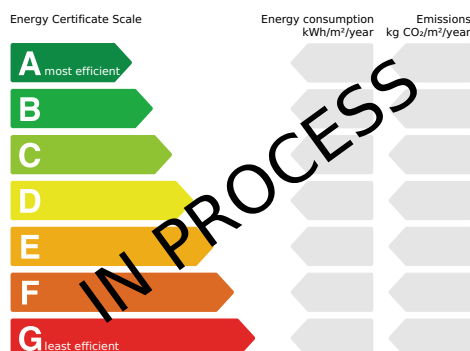 Energy Certificate Scale
Energy consumption
kWh/m²/year
Emissions
kg CO₂/m²/year
A most efficient
B
C
D
E
F
G least efficient
IN PROCESS